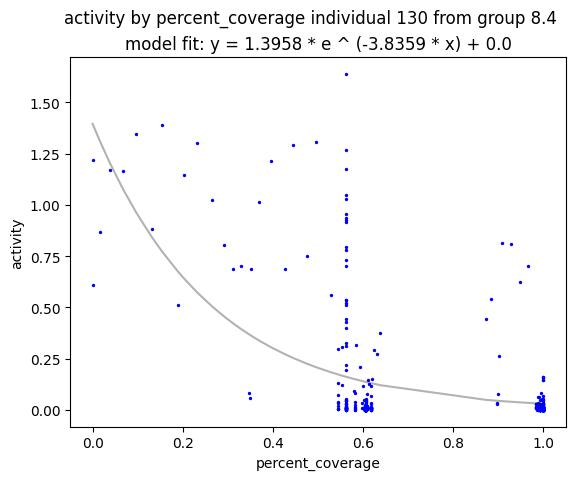 activity by percent_coverage individual 130 from group 8.4
model fit: y = 1.3958 * e ^ (-3.8359 * x) + 0.0
1.50
1.25
1.00
0.75
0.50
0.25
0.00
activity
0.0 0.2 0.4 0.6 0.8 1.0
percent_coverage